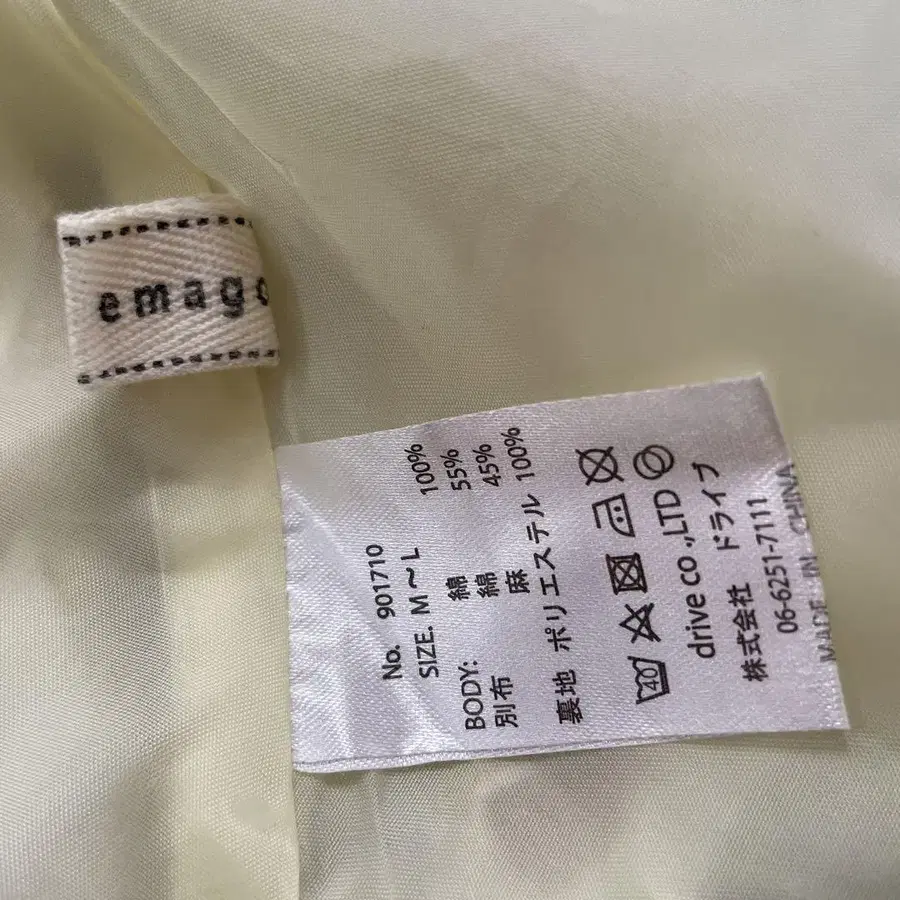 emago
No. 901710
SIZE. M～L
BODY: 綿 100%
別布 綿 55%
麻 45%
裏地 ポリエステル 100%
40
drive co.,LTD
株式会社 ドライブ
06-6251-7111
MADE IN CHINA